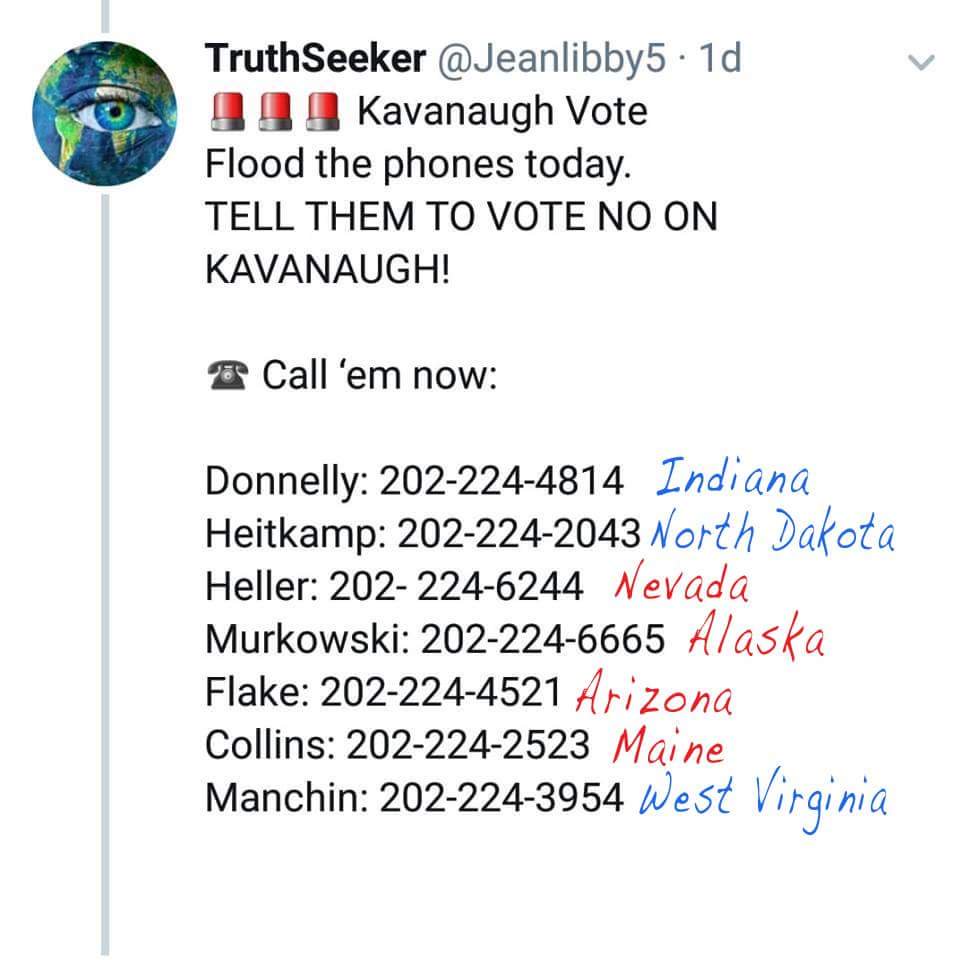 TruthSeeker @Jeanlibby5 · 1d
🚨🚨🚨 Kavanaugh Vote
Flood the phones today.
TELL THEM TO VOTE NO ON
KAVANAUGH!
☎ Call ‘em now:
Donnelly: 202-224-4814 Indiana
Heitkamp: 202-224-2043 North Dakota
Heller: 202- 224-6244 Nevada
Murkowski: 202-224-6665 Alaska
Flake: 202-224-4521 Arizona
Collins: 202-224-2523 Maine
Manchin: 202-224-3954 West Virginia